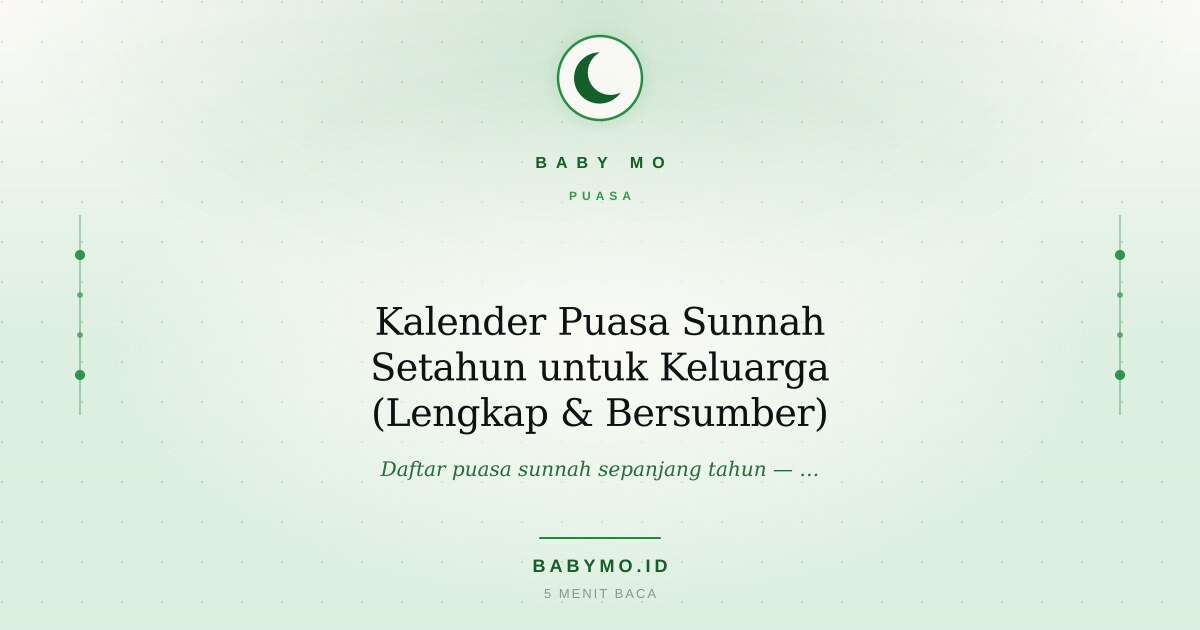 BABY MO
PUASA
Kalender Puasa Sunnah
Setahun untuk Keluarga
(Lengkap & Bersumber)
Daftar puasa sunnah sepanjang tahun — ...
BABYMO.ID
5 MENIT BACA